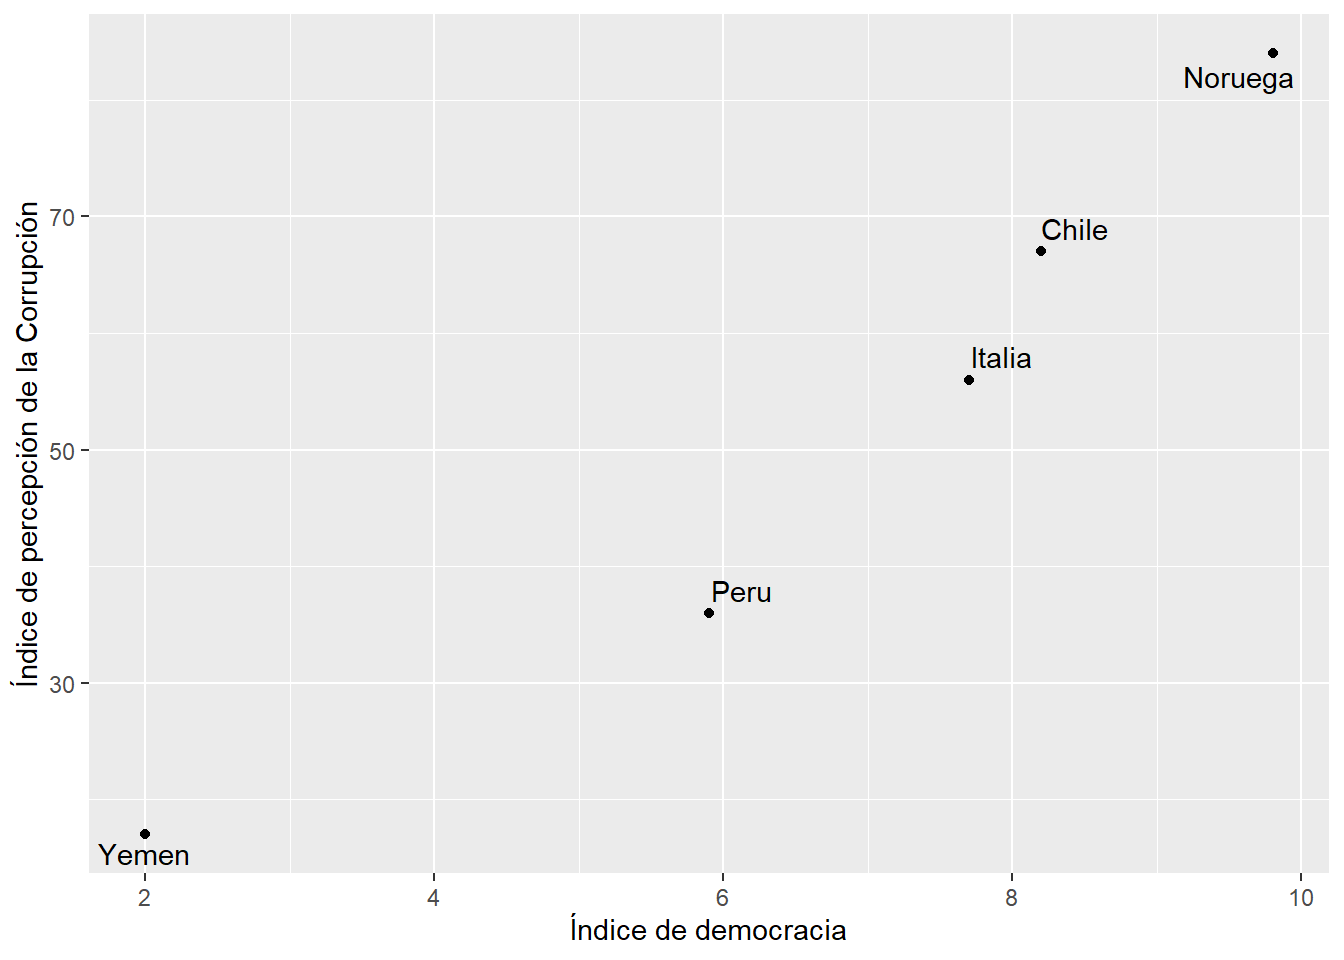 Noruega
Chile
Italia
Peru
Yemen
70
50
30
2
4
6
8
10
Índice de democracia
Índice de percepción de la Corrupción